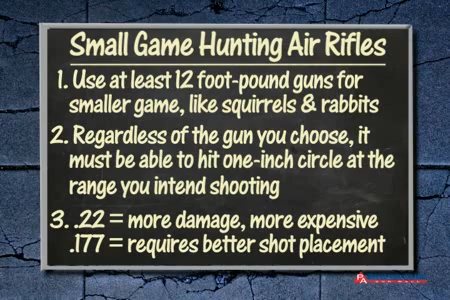 Small Game Hunting Air Rifles
1. Use at least 12 foot-pound guns for
smaller game, like squirrels & rabbits
2. Regardless of the gun you choose, it
must be able to hit one-inch circle at the
range you intend shooting
3. .22 = more damage, more expensive
.177 = requires better shot placement